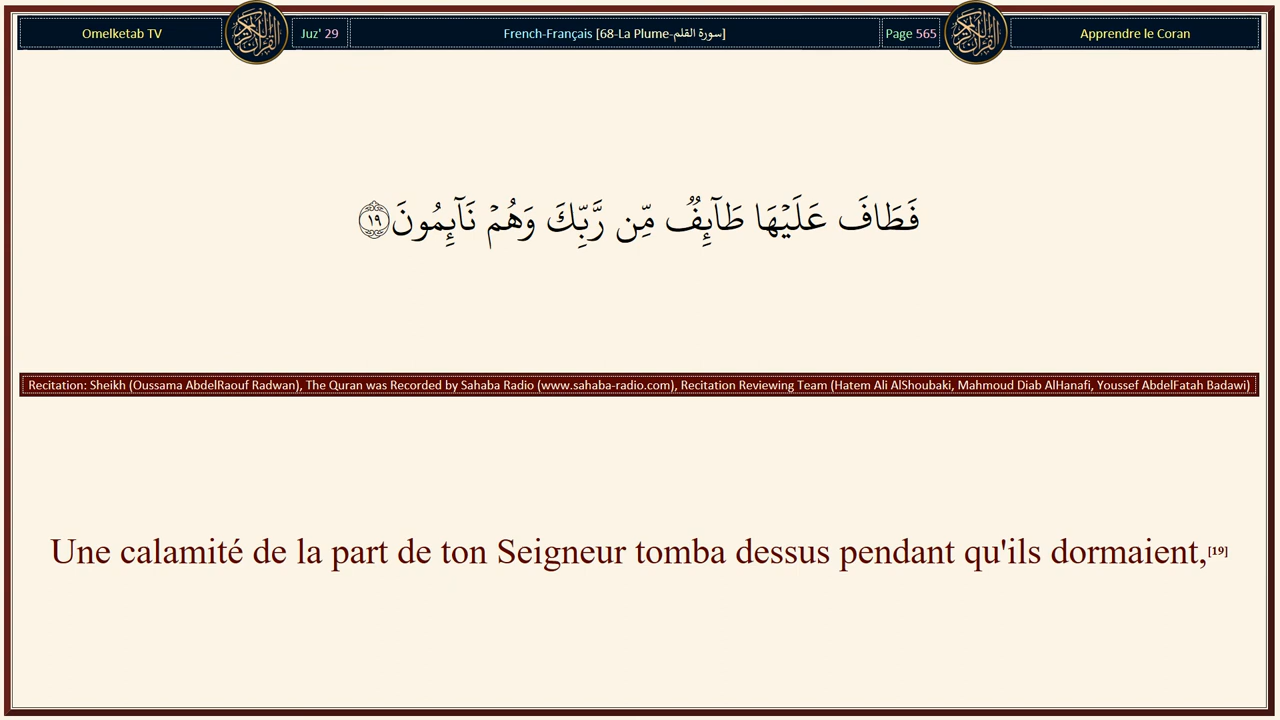 Omelketab TV
Juz' 29
French-Français [68-La Plume-سورة القلم]
Page 565
Apprendre le Coran
فَطَافَ عَلَيْهَا طَآئِفٌۭ مِّن رَّبِّكَ وَهُمْ نَآئِمُونَ ١٩
Recitation: Sheikh (Oussama AbdelRaouf Radwan), The Quran was Recorded by Sahaba Radio (www.sahaba-radio.com), Recitation Reviewing Team (Hatem Ali AlShoubaki, Mahmoud Diab AlHanafi, Youssef AbdelFatah Badawi)
Une calamité de la part de ton Seigneur tomba dessus pendant qu'ils dormaient,[19]